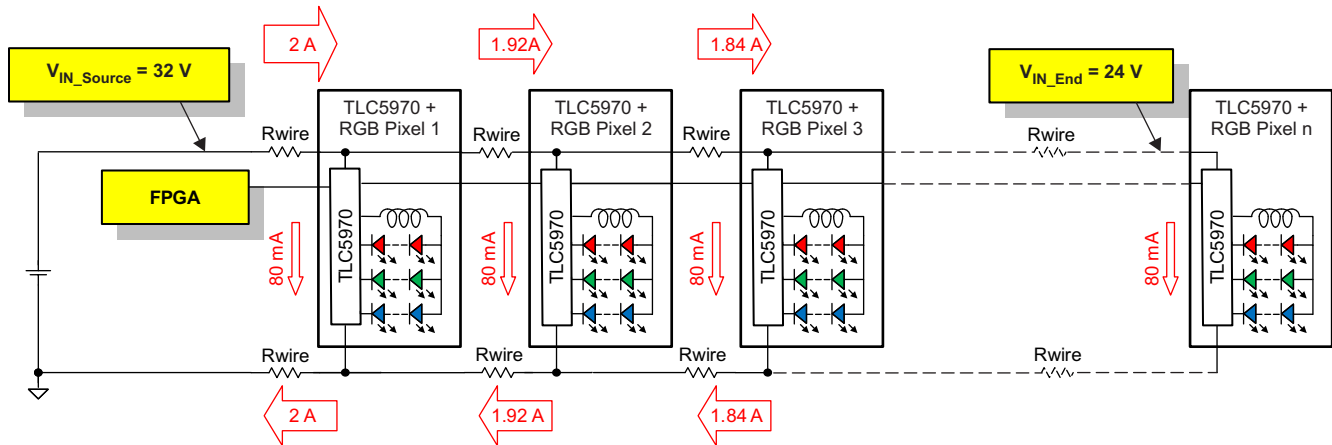 2 A
1.92A
1.84 A
V_IN_Source = 32 V
V_IN_End = 24 V
TLC5970 +
RGB Pixel 1
TLC5970 +
RGB Pixel 2
TLC5970 +
RGB Pixel 3
TLC5970 +
RGB Pixel n
Rwire
Rwire
Rwire
Rwire
FPGA
TLC5970
TLC5970
TLC5970
TLC5970
80 mA
80 mA
80 mA
80 mA
Rwire
Rwire
Rwire
Rwire
2 A
1.92 A
1.84 A